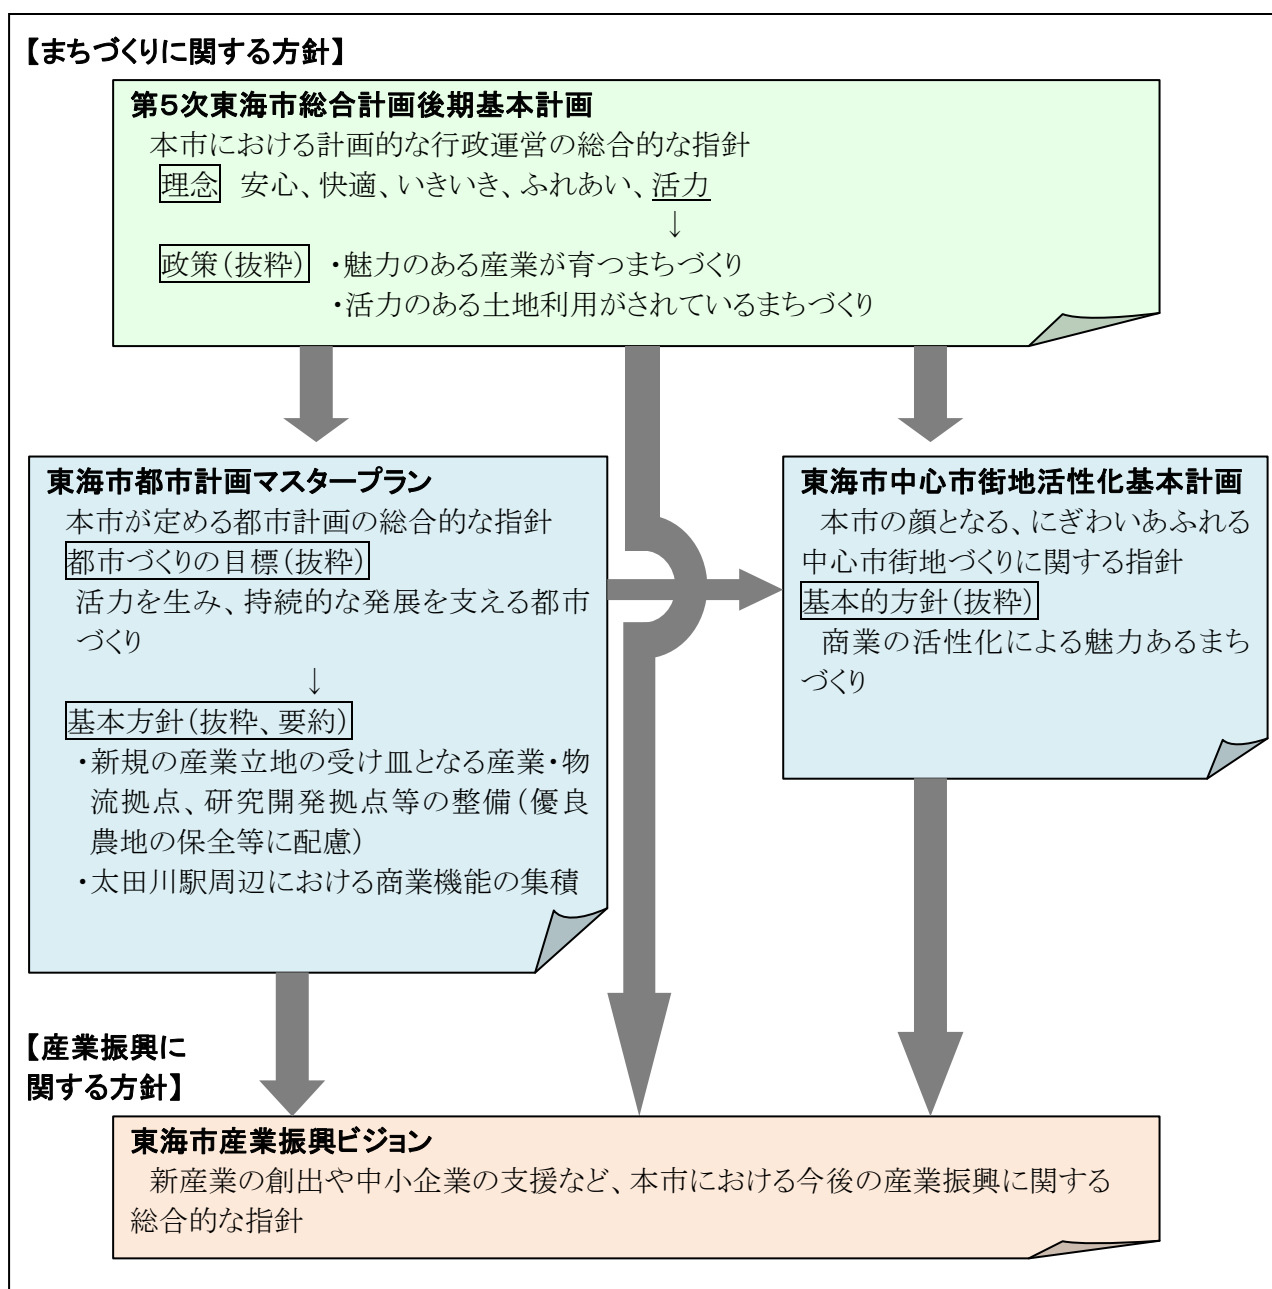 【まちづくりに関する方針】
第5次東海市総合計画後期基本計画
本市における計画的な行政運営の総合的な指針
理念　安心、快適、いきいき、ふれあい、活力
↓
政策（抜粋）　・魅力のある産業が育つまちづくり
・活力のある土地利用がされているまちづくり
東海市都市計画マスタープラン
本市が定める都市計画の総合的な指針
都市づくりの目標（抜粋）
活力を生み、持続的な発展を支える都市
づくり
↓
基本方針（抜粋、要約）
・新規の産業立地の受け皿となる産業・物
流拠点、研究開発拠点等の整備（優良
農地の保全等に配慮）
・太田川駅周辺における商業機能の集積
東海市中心市街地活性化基本計画
本市の顔となる、にぎわいあふれる
中心市街地づくりに関する指針
基本的方針（抜粋）
商業の活性化による魅力あるまち
づくり
【産業振興に
関する方針】
東海市産業振興ビジョン
新産業の創出や中小企業の支援など、本市における今後の産業振興に関する
総合的な指針